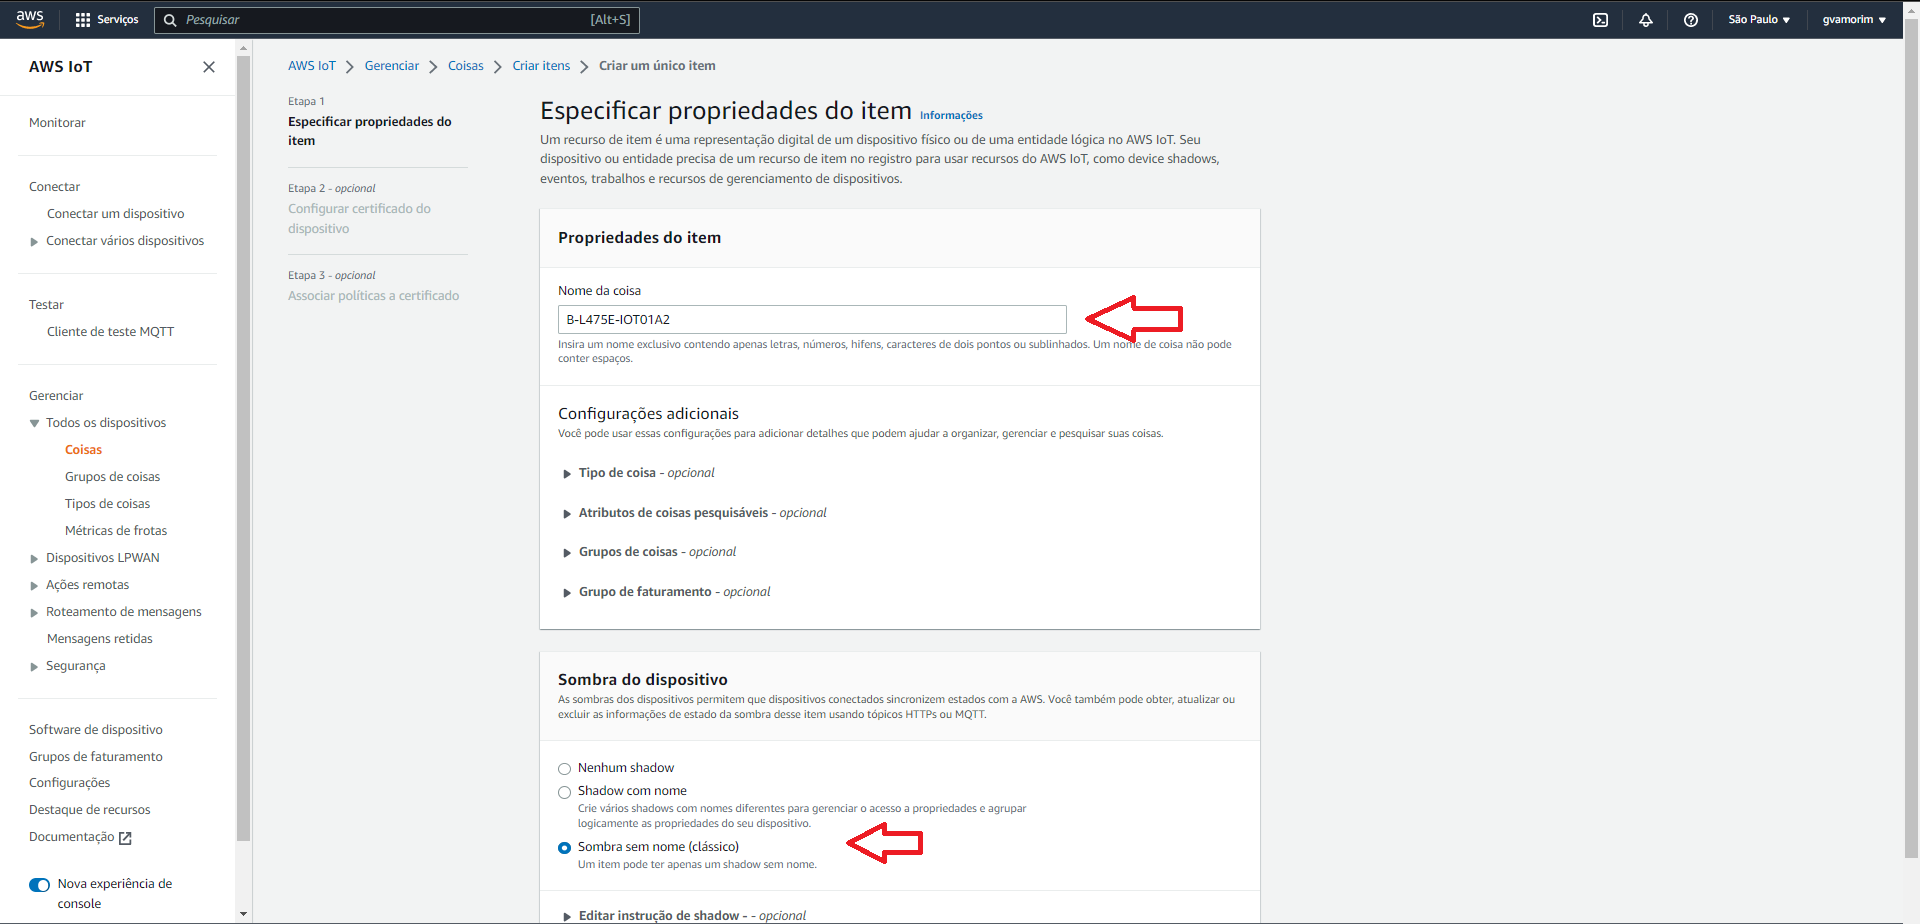 aws
Serviços
Pesquisar
[Alt+S]
São Paulo
gvamorim
AWS IoT
Monitorar
Conectar
Conectar um dispositivo
Conectar vários dispositivos
Testar
Cliente de teste MQTT
Gerenciar
Todos os dispositivos
Coisas
Grupos de coisas
Tipos de coisas
Métricas de frotas
Dispositivos LPWAN
Ações remotas
Roteamento de mensagens
Mensagens retidas
Segurança
Software de dispositivo
Grupos de faturamento
Configurações
Destaque de recursos
Documentação
Nova experiência de
console
AWS IoT
Gerenciar
Coisas
Criar itens
Criar um único item
Etapa 1
Especificar propriedades do
item
Etapa 2 - opcional
Configurar certificado do
dispositivo
Etapa 3 - opcional
Associar políticas a certificado
Especificar propriedades do item Informações
Um recurso de item é uma representação digital de um dispositivo físico ou de uma entidade lógica no AWS IoT. Seu
dispositivo ou entidade precisa de um recurso de item no registro para usar recursos do AWS IoT, como device shadows,
eventos, trabalhos e recursos de gerenciamento de dispositivos.
Propriedades do item
Nome da coisa
B-L475E-IOT01A2
Insira um nome exclusivo contendo apenas letras, números, hifens, caracteres de dois pontos ou sublinhados. Um nome de coisa não pode
conter espaços.
Configurações adicionais
Você pode usar essas configurações para adicionar detalhes que podem ajudar a organizar, gerenciar e pesquisar suas coisas.
Tipo de coisa - opcional
Atributos de coisas pesquisáveis - opcional
Grupos de coisas - opcional
Grupo de faturamento - opcional
Sombra do dispositivo
As sombras dos dispositivos permitem que dispositivos conectados sincronizem estados com a AWS. Você também pode obter, atualizar ou
excluir as informações de estado da sombra desse item usando tópicos HTTPs ou MQTT.
Nenhum shadow
Shadow com nome
Crie vários shadows com nomes diferentes para gerenciar o acesso a propriedades e agrupar
logicamente as propriedades do seu dispositivo.
Sombra sem nome (clássico)
Um item pode ter apenas um shadow sem nome.
Editar instrução de shadow - - opcional